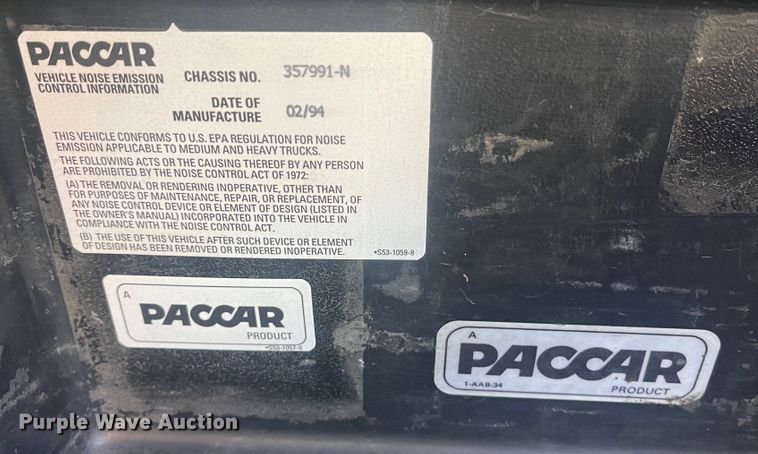 PACCAR
VEHICLE NOISE EMISSION
CONTROL INFORMATION
CHASSIS NO. 357991-N
DATE OF
MANUFACTURE 02/94
THIS VEHICLE CONFORMS TO U.S. EPA REGULATION FOR NOISE
EMISSION APPLICABLE TO MEDIUM AND HEAVY TRUCKS.
THE FOLLOWING ACTS OR THE CAUSING THEREOF BY ANY PERSON
ARE PROHIBITED BY THE NOISE CONTROL ACT OF 1972:
(A) THE REMOVAL OR RENDERING INOPERATIVE, OTHER THAN
FOR PURPOSES OF MAINTENANCE, REPAIR, OR REPLACEMENT, OF
ANY NOISE CONTROL DEVICE OR ELEMENT OF DESIGN (LISTED IN
THE OWNER'S MANUAL) INCORPORATED INTO THE VEHICLE IN
COMPLIANCE WITH THE NOISE CONTROL ACT.
(B) THE USE OF THIS VEHICLE AFTER SUCH DEVICE OR ELEMENT
OF DESIGN HAS BEEN REMOVED OR RENDERED INOPERATIVE.
•S53-1059-8
A
PACCAR
PRODUCT
•S53-1057-9
A
PACCAR
1-AAB-34
PRODUCT
Purple Wave Auction